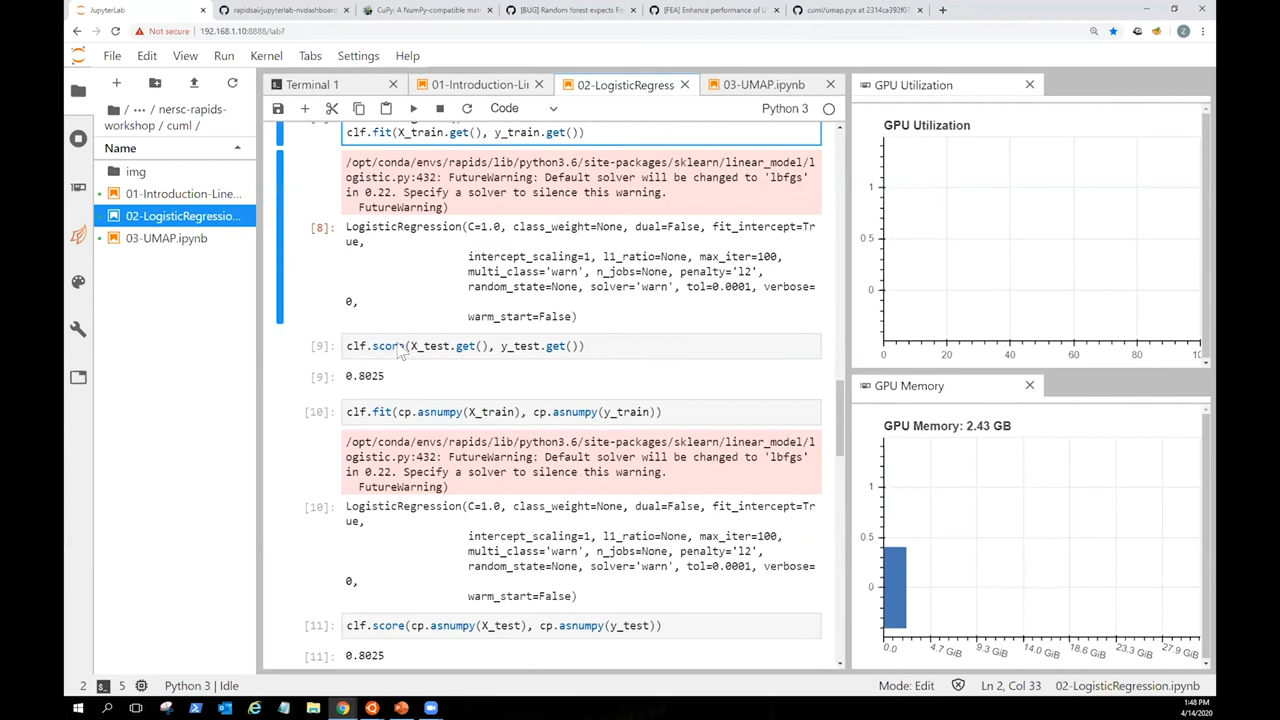 JupyterLab
rapidsai/jupyterlab-nvdashboard
CuPy: A NumPy-compatible mat
[BUG] Random forest expects Fo
[FEA] Enhance performance of U
cuml/umap.pyx at 2314ca392f07
Not secure
192.168.1.10:8888/lab?
File Edit View Run Kernel Tabs Settings Help
Terminal 1
01-Introduction-Lin
02-LogisticRegress
03-UMAP.ipynb
GPU Utilization
Code
Python 3
/ ··· / nersc-rapids-
workshop / cuml /
Name
img
01-Introduction-Line...
02-LogisticRegressio...
03-UMAP.ipynb
clf.fit(X_train.get(), y_train.get())
/opt/conda/envs/rapids/lib/python3.6/site-packages/sklearn/linear_model/l
ogistic.py:432: FutureWarning: Default solver will be changed to 'lbfgs'
in 0.22. Specify a solver to silence this warning.
FutureWarning)
[8]:
LogisticRegression(C=1.0, class_weight=None, dual=False, fit_intercept=Tr
ue,
intercept_scaling=1, l1_ratio=None, max_iter=100,
multi_class='warn', n_jobs=None, penalty='l2',
random_state=None, solver='warn', tol=0.0001, verbose=
0,
warm_start=False)
[9]:
clf.score(X_test.get(), y_test.get())
[9]:
0.8025
[10]:
clf.fit(cp.asnumpy(X_train), cp.asnumpy(y_train))
/opt/conda/envs/rapids/lib/python3.6/site-packages/sklearn/linear_model/l
ogistic.py:432: FutureWarning: Default solver will be changed to 'lbfgs'
in 0.22. Specify a solver to silence this warning.
FutureWarning)
[10]:
LogisticRegression(C=1.0, class_weight=None, dual=False, fit_intercept=Tr
ue,
intercept_scaling=1, l1_ratio=None, max_iter=100,
multi_class='warn', n_jobs=None, penalty='l2',
random_state=None, solver='warn', tol=0.0001, verbose=
0,
warm_start=False)
[11]:
clf.score(cp.asnumpy(X_test), cp.asnumpy(y_test))
[11]:
0.8025
GPU Utilization
1
0.5
0
0 20 40 60 80 10
GPU Memory
GPU Memory: 2.43 GB
1
0.5
0
0.0 4.7 GiB 9.3 GiB 14.0 GiB 18.6 GiB 23.3 GiB 27.9 GiB
2
5
Python 3 | Idle
Mode: Edit
Ln 2, Col 33
02-LogisticRegression.ipynb
1:48 PM
4/14/2020